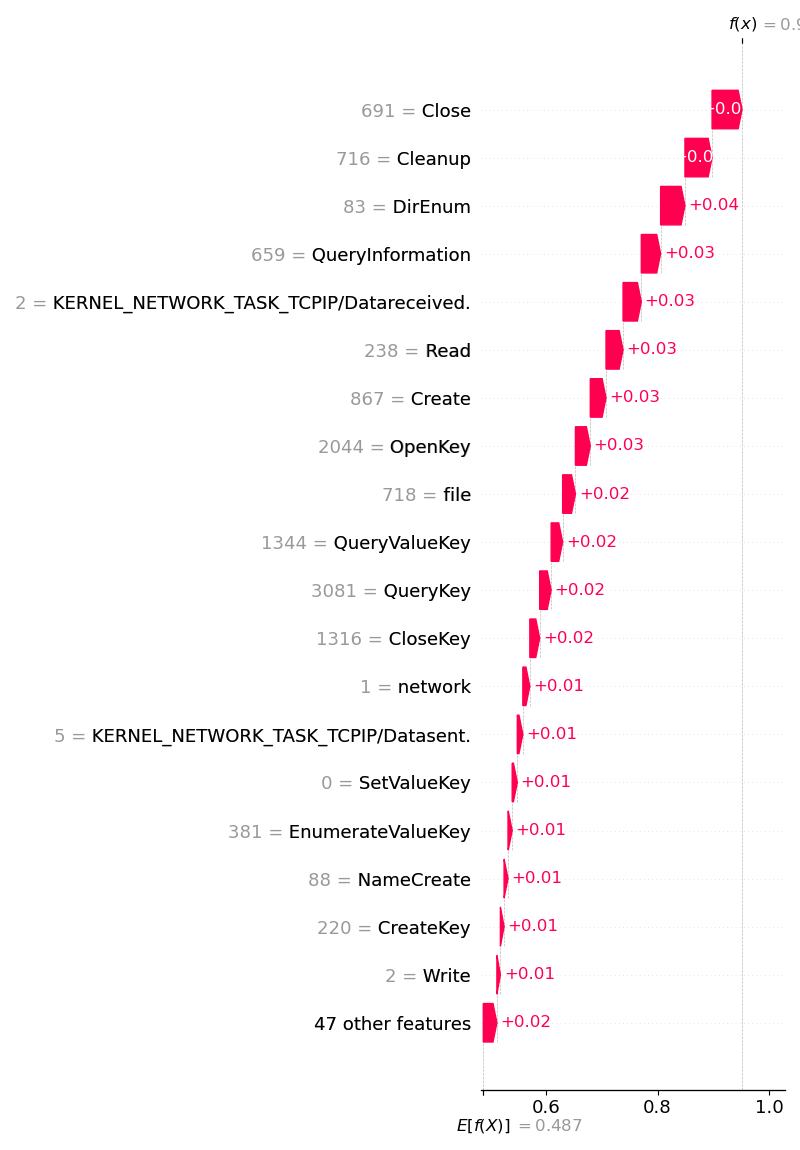 f(x) = 0.9
691 = Close
716 = Cleanup
83 = DirEnum
+0.04
659 = QueryInformation
+0.03
2 = KERNEL_NETWORK_TASK_TCPIP/Datareceived.
+0.03
238 = Read
+0.03
867 = Create
+0.03
2044 = OpenKey
+0.03
718 = file
+0.02
1344 = QueryValueKey
+0.02
3081 = QueryKey
+0.02
1316 = CloseKey
+0.02
1 = network
+0.01
5 = KERNEL_NETWORK_TASK_TCPIP/Datasent.
+0.01
0 = SetValueKey
+0.01
381 = EnumerateValueKey
+0.01
88 = NameCreate
+0.01
220 = CreateKey
+0.01
2 = Write
+0.01
47 other features
+0.02
0.6 0.8 1.0
E[f(X)] = 0.487